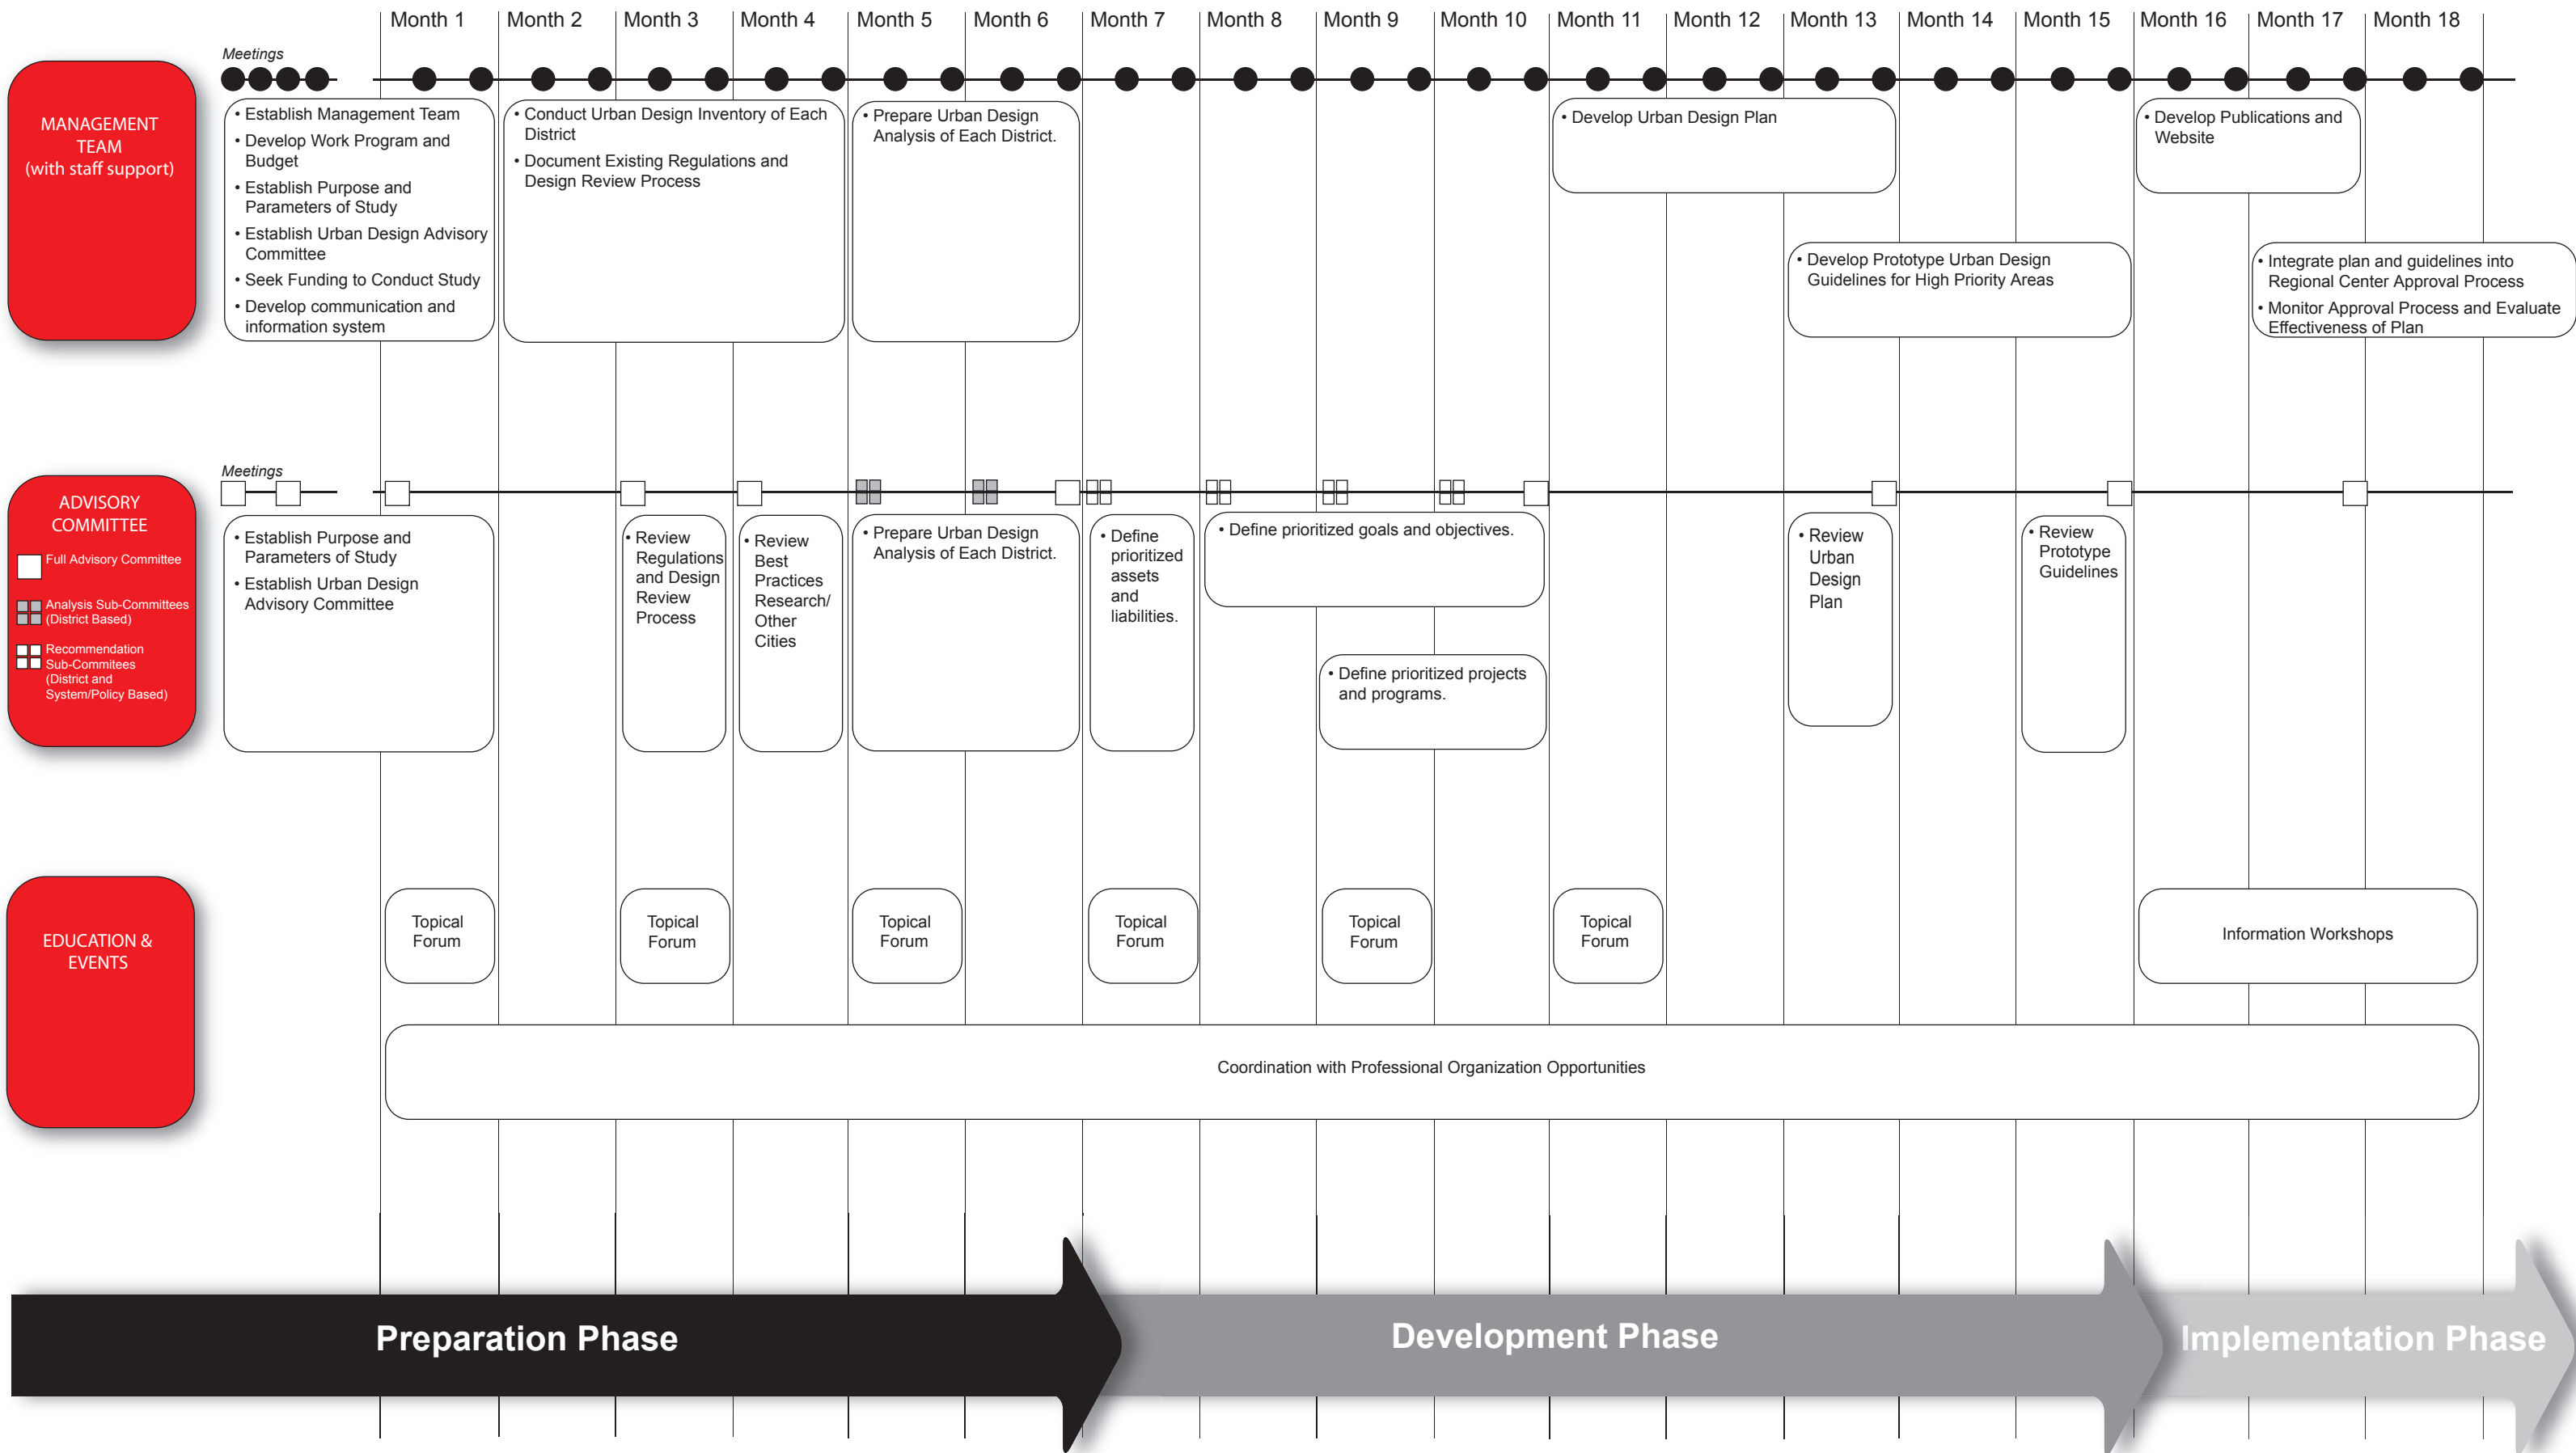 Month 1 Month 2 Month 3 Month 4 Month 5 Month 6 Month 7 Month 8 Month 9 Month 10 Month 11 Month 12 Month 13 Month 14 Month 15 Month 16 Month 17 Month 18
MANAGEMENT
TEAM
(with staff support)
Meetings
• Establish Management Team
• Develop Work Program and
Budget
• Establish Purpose and
Parameters of Study
• Establish Urban Design Advisory
Committee
• Seek Funding to Conduct Study
• Develop communication and
information system
• Conduct Urban Design Inventory of Each
District
• Document Existing Regulations and
Design Review Process
• Prepare Urban Design
Analysis of Each District.
• Develop Urban Design Plan
• Develop Prototype Urban Design
Guidelines for High Priority Areas
• Develop Publications and
Website
• Integrate plan and guidelines into
Regional Center Approval Process
• Monitor Approval Process and Evaluate
Effectiveness of Plan
ADVISORY
COMMITTEE
Full Advisory Committee
Analysis Sub-Committees
(District Based)
Recommendation
Sub-Commitees
(District and
System/Policy Based)
Meetings
• Establish Purpose and
Parameters of Study
• Establish Urban Design
Advisory Committee
• Review
Regulations
and Design
Review
Process
• Review
Best
Practices
Research/
Other
Cities
• Prepare Urban Design
Analysis of Each District.
• Define
prioritized
assets
and
liabilities.
• Define prioritized goals and objectives.
• Define prioritized projects
and programs.
• Review
Urban
Design
Plan
• Review
Prototype
Guidelines
EDUCATION &
EVENTS
Topical
Forum
Topical
Forum
Topical
Forum
Topical
Forum
Topical
Forum
Topical
Forum
Information Workshops
Coordination with Professional Organization Opportunities
Preparation Phase
Development Phase
Implementation Phase